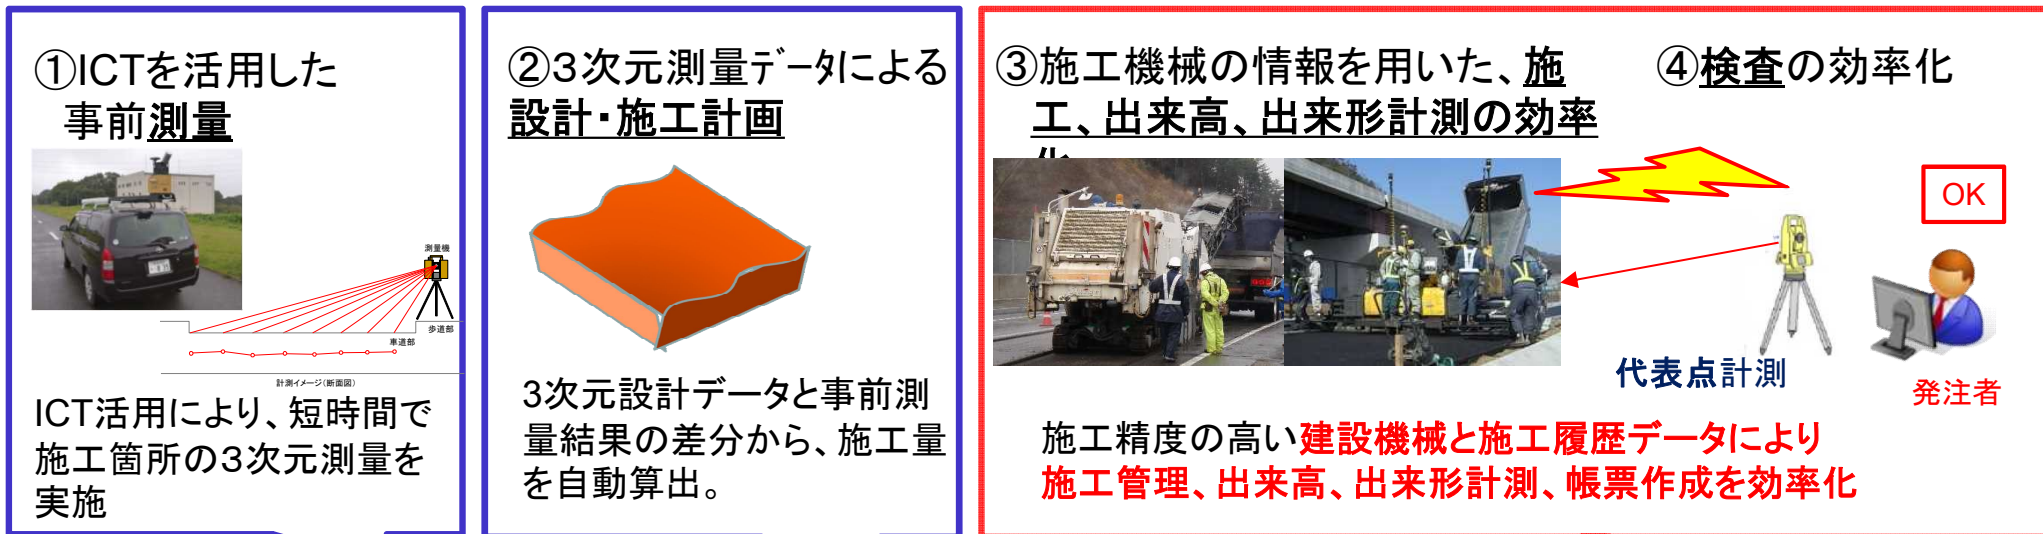 ①ICTを活用した
事前測量
測量機
歩道部
車道部
計測イメージ(断面図)
ICT活用により、短時間で
施工箇所の3次元測量を
実施
②3次元測量データによる
設計・施工計画
3次元設計データと事前測
量結果の差分から、施工量
を自動算出。
③施工機械の情報を用いた、施
工、出来高、出来形計測の効率
化
④検査の効率化
OK
代表点計測
発注者
施工精度の高い建設機械と施工履歴データにより
施工管理、出来高、出来形計測、帳票作成を効率化